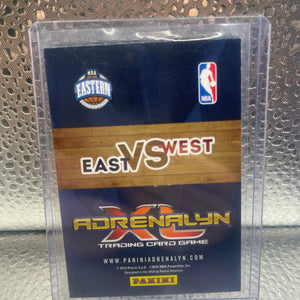 NBA
EASTERN
NBA
EAST VS WEST
ADRENALYN XL
TRADING CARD GAME
WWW.PANINIADRENALYN.COM
PANINI